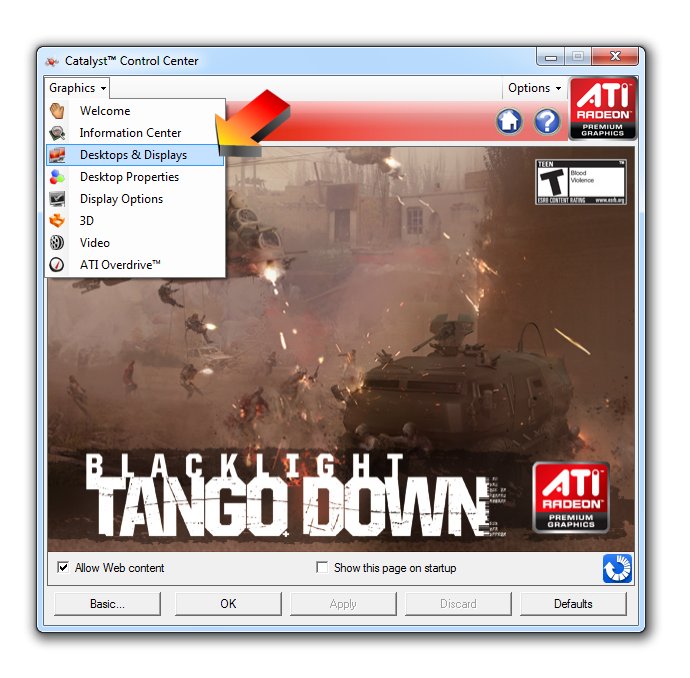 Catalyst™ Control Center
Graphics
Options
Welcome
Information Center
Desktops & Displays
Desktop Properties
Display Options
3D
Video
ATI Overdrive™
ATI
RADEON™
PREMIUM
GRAPHICS
?
TEEN
T
Blood
Violence
ESRB CONTENT RATING www.esrb.org
BLACKLIGHT
TANGO DOWN
ATI
RADEON™
PREMIUM
GRAPHICS
Allow Web content
Show this page on startup
Basic...
OK
Apply
Discard
Defaults